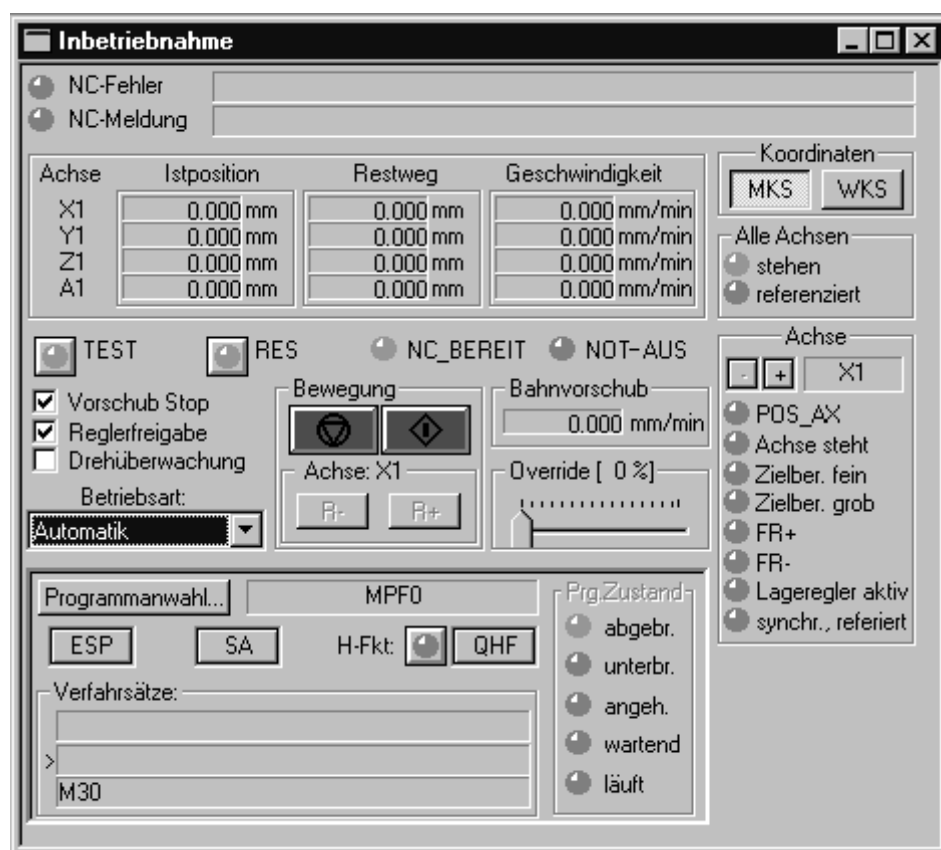 Inbetriebnahme
NC-Fehler
NC-Meldung
Achse Istposition Restweg Geschwindigkeit
X1 0.000 mm 0.000 mm 0.000 mm/min
Y1 0.000 mm 0.000 mm 0.000 mm/min
Z1 0.000 mm 0.000 mm 0.000 mm/min
A1 0.000 mm 0.000 mm 0.000 mm/min
Koordinaten
MKS WKS
Alle Achsen
stehen
referenziert
TEST RES NC_BEREIT NOT-AUS
Vorschub Stop
Reglerfreigabe
Drehüberwachung
Betriebsart:
Automatik
Bewegung
Achse: X1
R- R+
Bahnvorschub
0.000 mm/min
Override [ 0 %]
Achse
- + X1
POS_AX
Achse steht
Zielber. fein
Zielber. grob
FR+
FR-
Lageregler aktiv
synchr., referiert
Programmanwahl... MPF0
ESP SA H-Fkt: QHF
Verfahrsätze:
>
M30
Prg.Zustand
abgebr.
unterbr.
angeh.
wartend
läuft